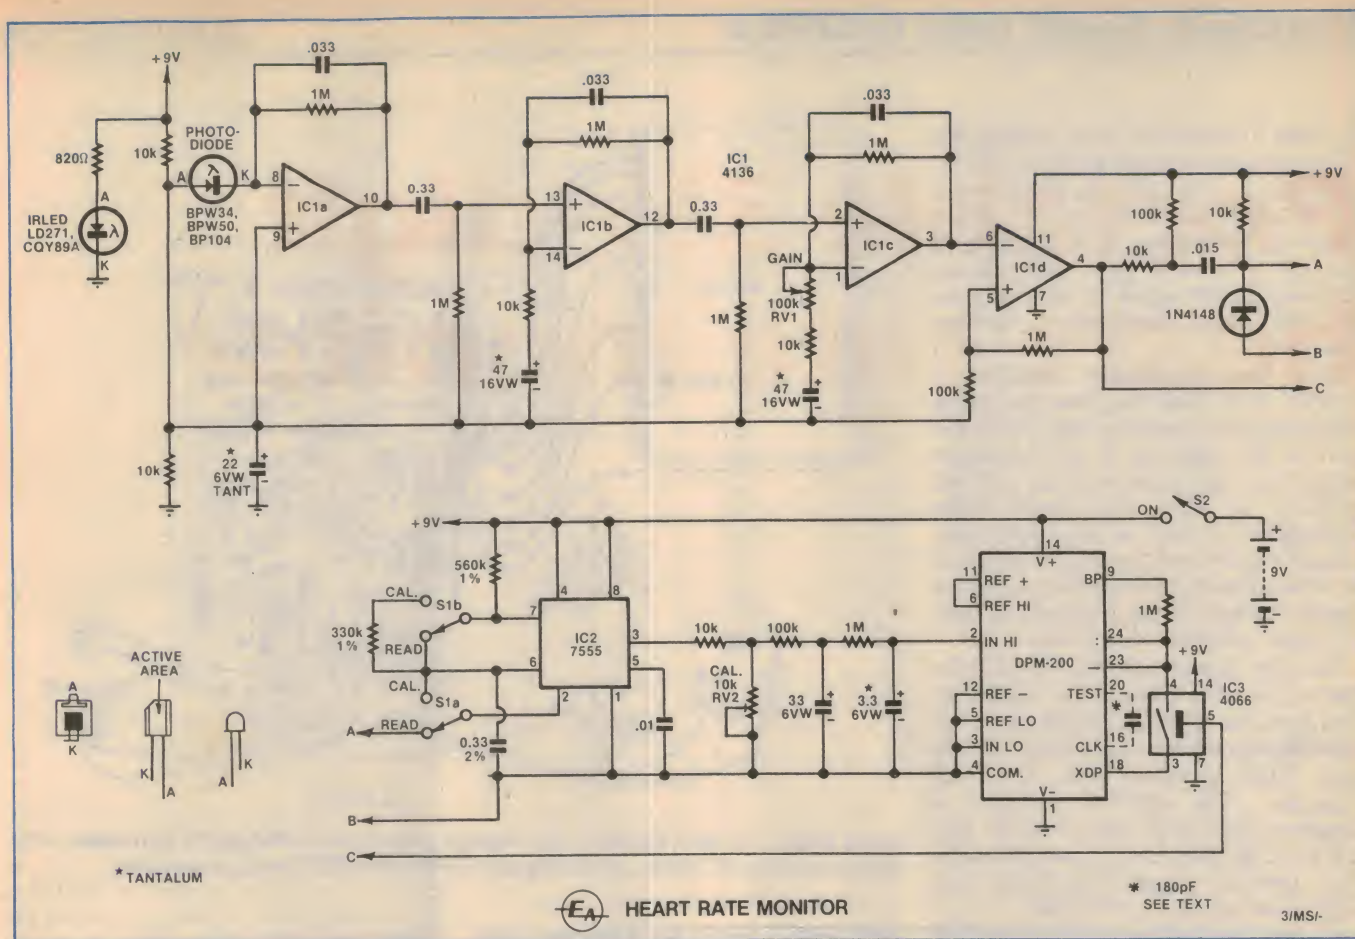 +9V
.033
1M
PHOTO-
DIODE
820Ω
10k
A
K
8
−
IC1a
10
9
+
IRLED
LD271,
CQY89A
A
λ
K
λ
BPW34,
BPW50,
BP104
0.33
1M
.033
1M
13
+
IC1b
12
14
−
10k
*
47
16VW
+
-
0.33
IC1
4136
1M
.033
1M
2
+
IC1c
3
1
−
GAIN
100k
RV1
10k
*
47
16VW
+
-
6
−
11
IC1d
4
5
+
7
1M
100k
+9V
100k
10k
10k
.015
A
1N4148
B
C
10k
*
22
6VW
TANT
+
-
+9V
560k
1%
CAL.
S1b
330k
1%
READ
CAL.
S1a
A
READ
7
4
8
IC2
7555
3
6
5
2
1
0.33
2%
.01
10k
100k
1M
CAL.
10k
RV2
33
6VW
+
-
*
3.3
6VW
+
-
ON
S2
+
9V
-
14
V+
11
REF +
BP
9
6
REF HI
1M
2
IN HI
:
24
DPM-200
—
23
+9V
12
REF −
TEST
20
*
4
14
IC3
4066
5
REF LO
5
3
IN LO
CLK
16
4
COM.
XDP
18
3
7
V−
1
B
C
A
K
ACTIVE
AREA
K
A
A
K
*TANTALUM
EA
HEART RATE MONITOR
* 180pF
SEE TEXT
3/MS/-